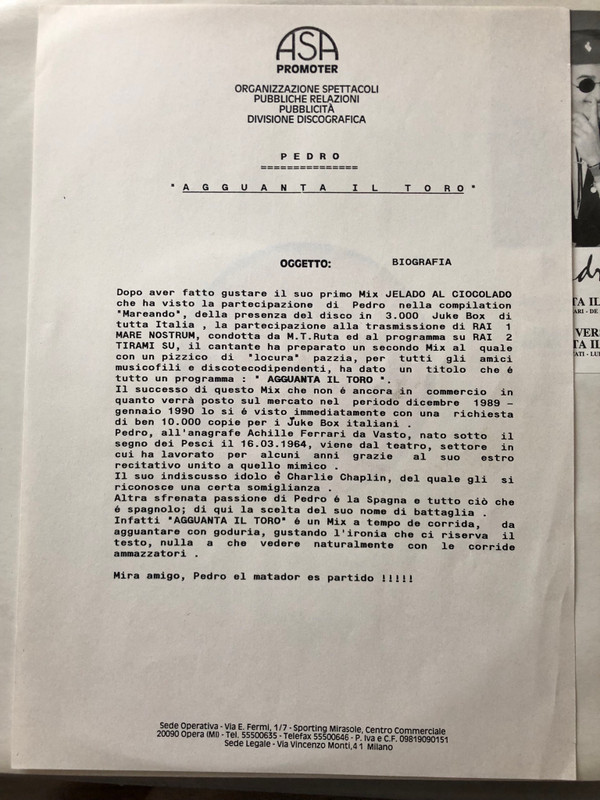 ASA
PROMOTER
ORGANIZZAZIONE SPETTACOLI
PUBBLICHE RELAZIONI
PUBBLICITÀ
DIVISIONE DISCOGRAFICA
PEDRO
===============
"AGGUANTA IL TORO"
OGGETTO: BIOGRAFIA
Dopo aver fatto gustare il suo primo Mix JELADO AL CIOCOLADO
che ha visto la partecipazione di Pedro nella compilation
"Mareando", della presenza del disco in 3.000 Juke Box di
tutta Italia , la partecipazione alla trasmissione di RAI 1
MARE NOSTRUM, condotta da M.T.Ruta ed al programma su RAI 2
TIRAMI SU, il cantante ha preparato un secondo Mix al quale
con un pizzico di "locura" pazzia, per tutti gli amici
musicofili e discotecodipendenti, ha dato un titolo che é
tutto un programma : " AGGUANTA IL TORO ".
Il successo di questo Mix che non é ancora in commercio in
quanto verrà posto sul mercato nel periodo dicembre 1989 -
gennaio 1990 lo si é visto immediatamente con una richiesta
di ben 10.000 copie per i Juke Box italiani .
Pedro, all'anagrafe Achille Ferrari da Vasto, nato sotto il
segno dei Pesci il 16.03.1964, viene dal teatro, settore in
cui ha lavorato per alcuni anni grazie al suo estro
recitativo unito a quello mimico .
Il suo indiscusso idolo è Charlie Chaplin, del quale gli si
riconosce una certa somiglianza .
Altra sfrenata passione di Pedro é la Spagna e tutto ciò che
é spagnolo; di qui la scelta del suo nome di battaglia .
Infatti "AGGUANTA IL TORO" é un Mix a tempo de corrida, da
agguantare con goduria, gustando l'ironia che ci riserva il
testo, nulla a che vedere naturalmente con le corride
ammazzatori .
Mira amigo, Pedro el matador es partido !!!!!
Sede Operativa - Via E. Fermi, 1/7 - Sporting Mirasole, Centro Commerciale
20090 Opera (MI) - Tel. 55500635 - Telefax 55500646 - P. Iva e C.F. 09819090151
Sede Legale - Via Vincenzo Monti,41 Milano